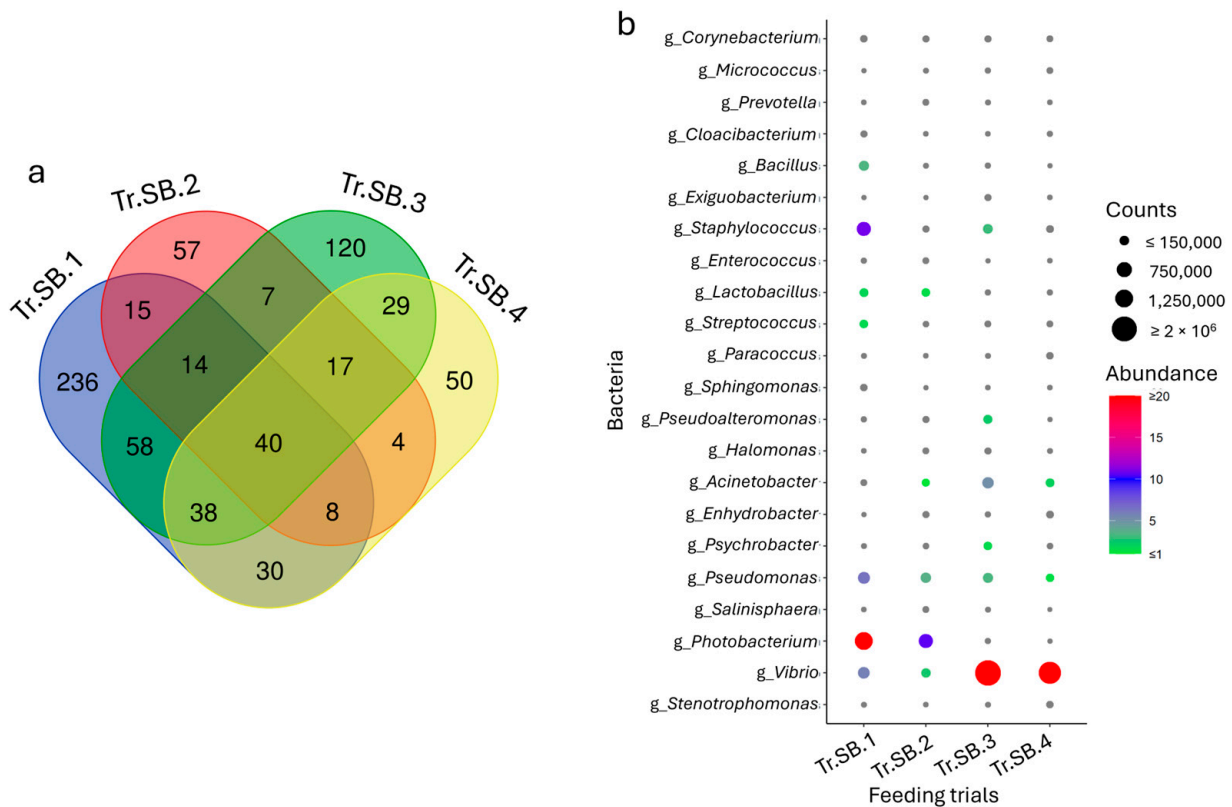 a
Tr.SB.1
Tr.SB.2
Tr.SB.3
Tr.SB.4
57
120
15
7
29
236
14
17
50
58
40
4
38
8
30
b
Bacteria
g_Corynebacterium
g_Micrococcus
g_Prevotella
g_Cloacibacterium
g_Bacillus
g_Exiguobacterium
g_Staphylococcus
g_Enterococcus
g_Lactobacillus
g_Streptococcus
g_Paracoccus
g_Sphingomonas
g_Pseudoalteromonas
g_Halomonas
g_Acinetobacter
g_Enhydrobacter
g_Psychrobacter
g_Pseudomonas
g_Salinisphaera
g_Photobacterium
g_Vibrio
g_Stenotrophomonas
Tr.SB.1
Tr.SB.2
Tr.SB.3
Tr.SB.4
Feeding trials
Counts
≤ 150,000
750,000
1,250,000
≥ 2 × 10⁶
Abundance
≥20
15
10
5
≤1